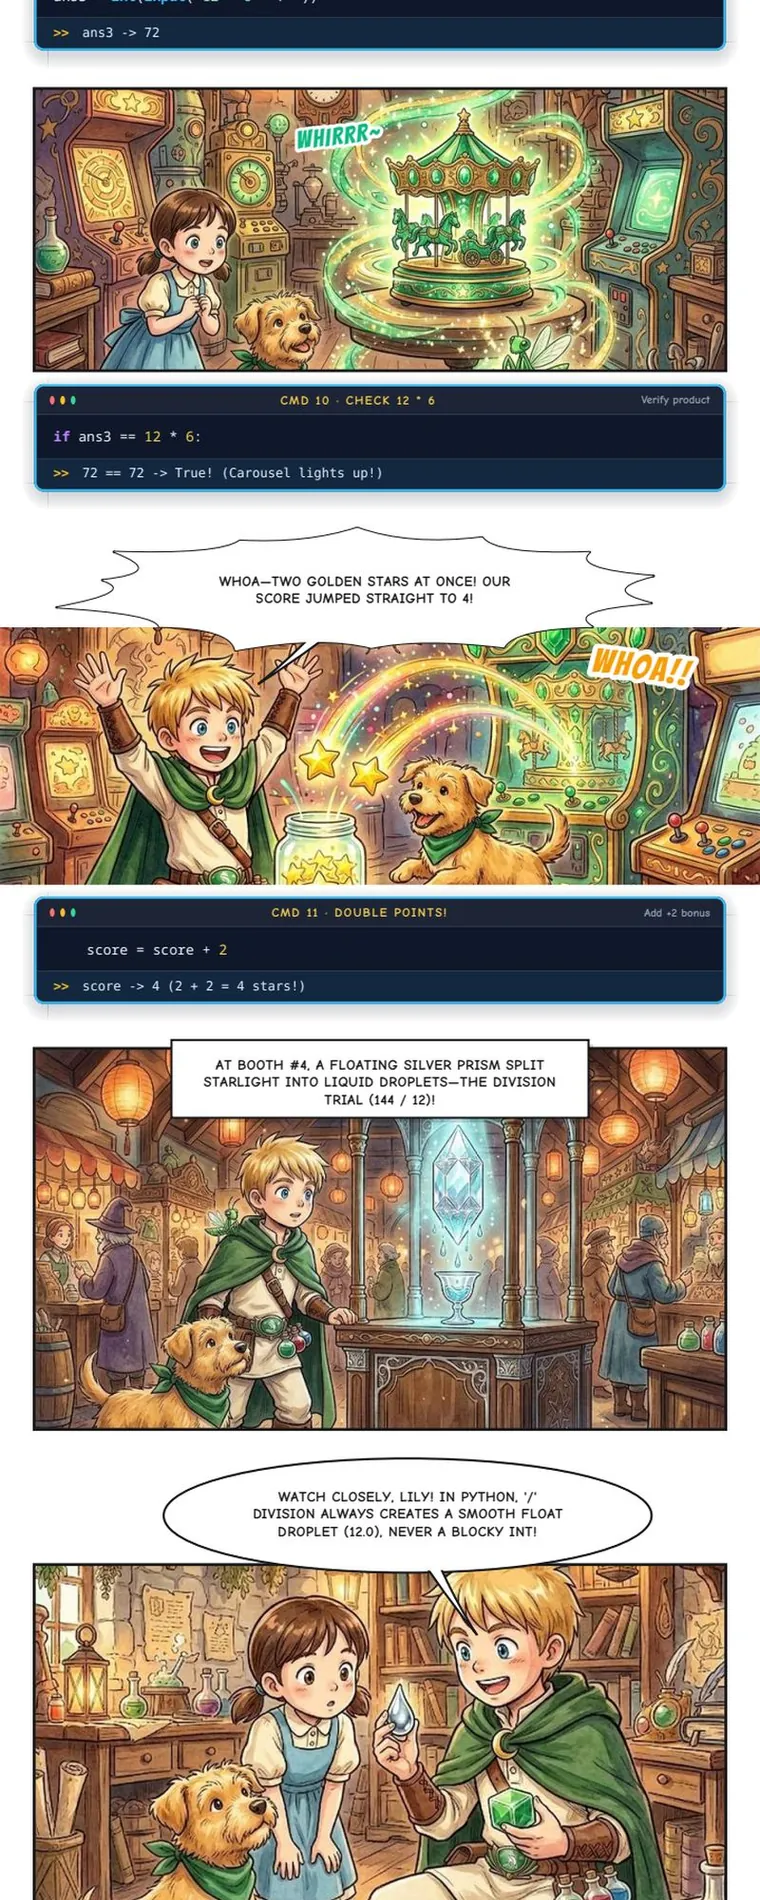 >> ans3 -> 72
WHIRRR~
CMD 10 · CHECK 12 * 6
Verify product
if ans3 == 12 * 6:
>> 72 == 72 -> True! (Carousel lights up!)
WHOA—TWO GOLDEN STARS AT ONCE! OUR
SCORE JUMPED STRAIGHT TO 4!
WHOA!!
CMD 11 · DOUBLE POINTS!
Add +2 bonus
score = score + 2
>> score -> 4 (2 + 2 = 4 stars!)
AT BOOTH #4, A FLOATING SILVER PRISM SPLIT
STARLIGHT INTO LIQUID DROPLETS—THE DIVISION
TRIAL (144 / 12)!
WATCH CLOSELY, LILY! IN PYTHON, '/'
DIVISION ALWAYS CREATES A SMOOTH FLOAT
DROPLET (12.0), NEVER A BLOCKY INT!